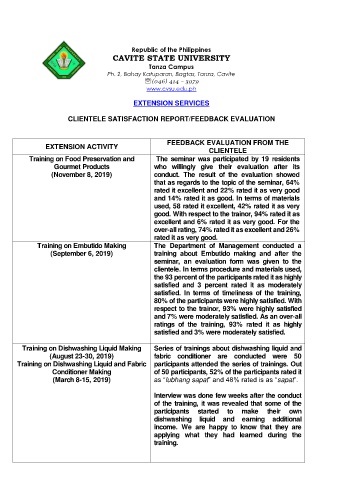 Republic of the Philippines
CAVITE STATE UNIVERSITY
Tanza Campus
Ph. 2, Bahay Katuparan, Bagtas, Tanza, Cavite
☏(046) 414 - 3979
www.cvsu.edu.ph
EXTENSION SERVICES
CLIENTELE SATISFACTION REPORT/FEEDBACK EVALUATION
EXTENSION ACTIVITY
FEEDBACK EVALUATION FROM THE
CLIENTELE
Training on Food Preservation and
Gourmet Products
(November 8, 2019)
The seminar was participated by 19 residents
who willingly give their evaluation after its
conduct. The result of the evaluation showed
that as regards to the topic of the seminar, 64%
rated it excellent and 22% rated it as very good
and 14% rated it as good. In terms of materials
used, 58 rated it excellent, 42% rated it as very
good. With respect to the trainor, 94% rated it as
excellent and 6% rated it as very good. For the
over-all rating, 74% rated it as excellent and 26%
rated it as very good.
Training on Embutido Making
(September 6, 2019)
The Department of Management conducted a
training about Embutido making and after the
seminar, an evaluation form was given to the
clientele. In terms procedure and materials used,
the 93 percent of the participants rated it as highly
satisfied and 3 percent rated it as moderately
satisfied. In terms of timeliness of the training,
80% of the participants were highly satisfied. With
respect to the trainor, 93% were highly satisfied
and 7% were moderately satisfied. As an over-all
ratings of the training, 93% rated it as highly
satisfied and 3% were moderately satisfied.
Training on Dishwashing Liquid Making
(August 23-30, 2019)
Training on Dishwashing Liquid and Fabric
Conditioner Making
(March 8-15, 2019)
Series of trainings about dishwashing liquid and
fabric conditioner are conducted were 50
participants attended the series of trainings. Out
of 50 participants, 52% of the participants rated it
as “lubhang sapat” and 48% rated is as “sapat”.
Interview was done few weeks after the conduct
of the training, it was revealed that some of the
participants started to make their own
dishwashing liquid and earning additional
income. We are happy to know that they are
applying what they had learned during the
training.